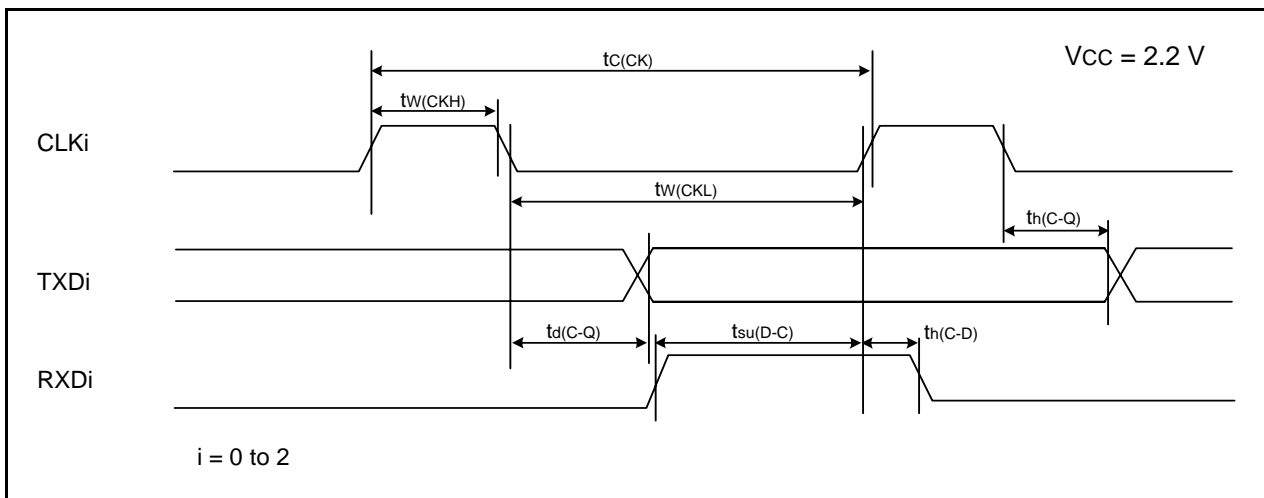 tC(CK)
VCC = 2.2 V
tW(CKH)
CLKi
tW(CKL)
th(C-Q)
TXDi
td(C-Q)
tsu(D-C)
th(C-D)
RXDi
i = 0 to 2